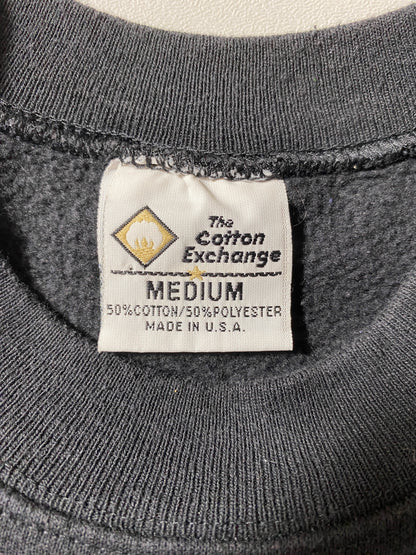 The
Cotton
Exchange
MEDIUM
50%COTTON/50%POLYESTER
MADE IN U.S.A.